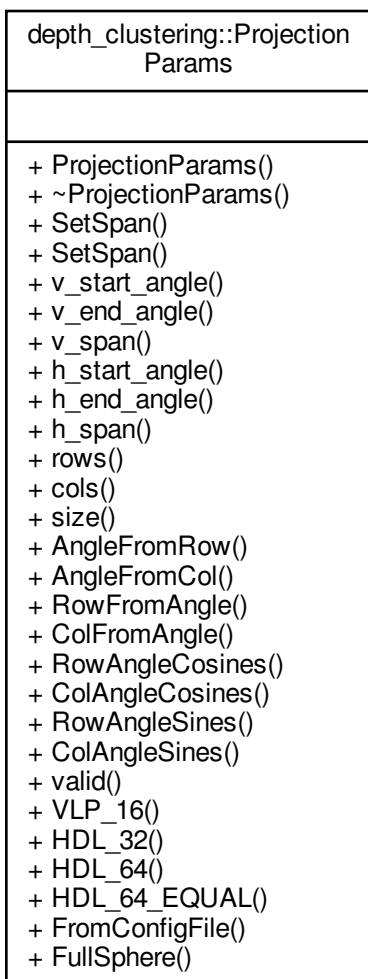 depth_clustering::Projection
Params
+ ProjectionParams()
+ ~ProjectionParams()
+ SetSpan()
+ SetSpan()
+ v_start_angle()
+ v_end_angle()
+ v_span()
+ h_start_angle()
+ h_end_angle()
+ h_span()
+ rows()
+ cols()
+ size()
+ AngleFromRow()
+ AngleFromCol()
+ RowFromAngle()
+ ColFromAngle()
+ RowAngleCosines()
+ ColAngleCosines()
+ RowAngleSines()
+ ColAngleSines()
+ valid()
+ VLP_16()
+ HDL_32()
+ HDL_64()
+ HDL_64_EQUAL()
+ FromConfigFile()
+ FullSphere()